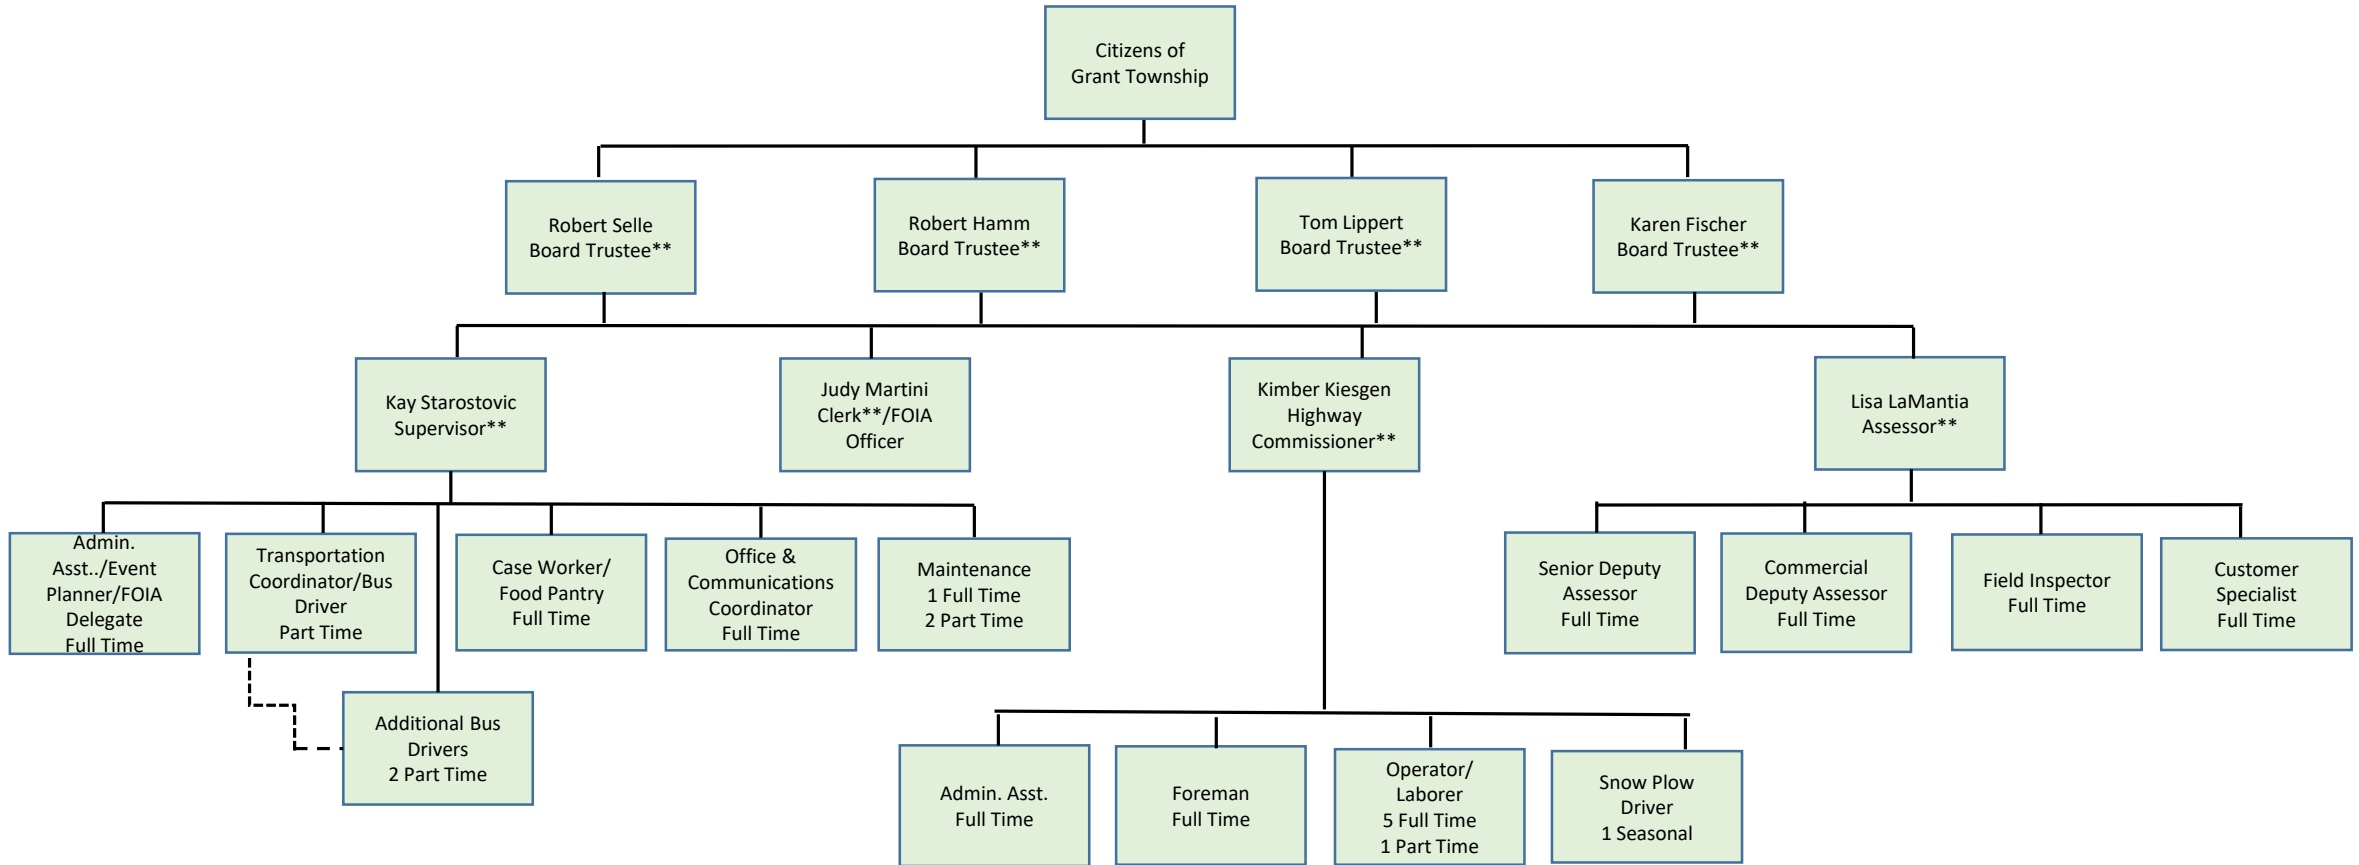 Citizens of
Grant Township
Robert Selle
Board Trustee**
Robert Hamm
Board Trustee**
Tom Lippert
Board Trustee**
Karen Fischer
Board Trustee**
Kay Starostovic
Supervisor**
Judy Martini
Clerk**/FOIA
Officer
Kimber Kiesgen
Highway
Commissioner**
Lisa LaMantia
Assessor**
Admin.
Asst../Event
Planner/FOIA
Delegate
Full Time
Transportation
Coordinator/Bus
Driver
Part Time
Case Worker/
Food Pantry
Full Time
Office &
Communications
Coordinator
Full Time
Maintenance
1 Full Time
2 Part Time
Senior Deputy
Assessor
Full Time
Commercial
Deputy Assessor
Full Time
Field Inspector
Full Time
Customer
Specialist
Full Time
Additional Bus
Drivers
2 Part Time
Admin. Asst.
Full Time
Foreman
Full Time
Operator/
Laborer
5 Full Time
1 Part Time
Snow Plow
Driver
1 Seasonal